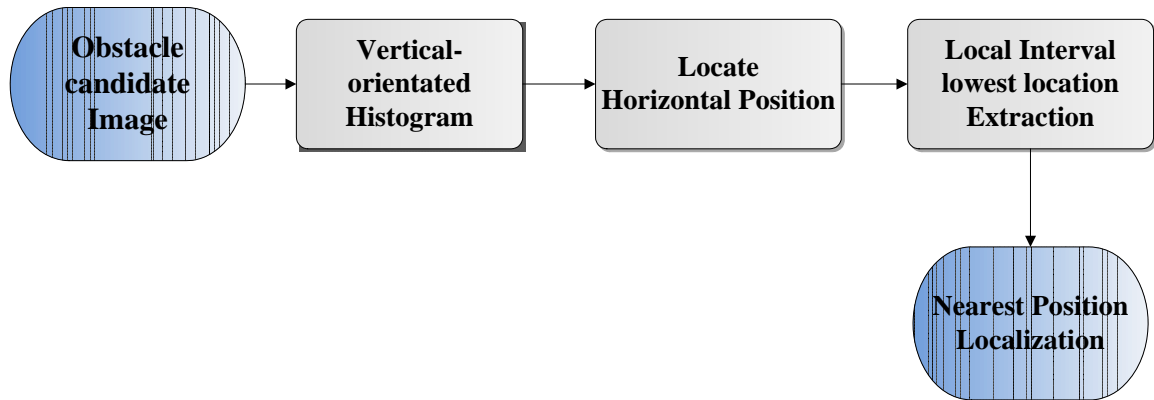 Obstacle
candidate
Image
Vertical-
orientated
Histogram
Locate
Horizontal Position
Local Interval
lowest location
Extraction
Nearest Position
Localization